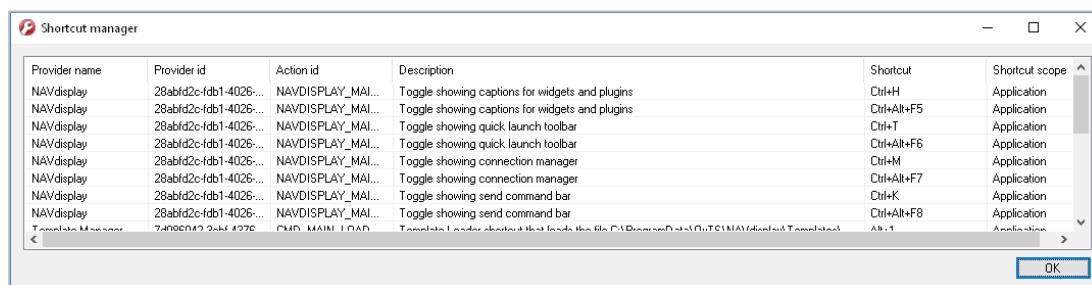 Shortcut manager
Provider name Provider id Action id Description Shortcut Shortcut scope
NAVdisplay 28abfd2c-fdb1-4026-... NAVDISPLAY_MAI... Toggle showing captions for widgets and plugins Ctrl+H Application
NAVdisplay 28abfd2c-fdb1-4026-... NAVDISPLAY_MAI... Toggle showing captions for widgets and plugins Ctrl+Alt+F5 Application
NAVdisplay 28abfd2c-fdb1-4026-... NAVDISPLAY_MAI... Toggle showing quick launch toolbar Ctrl+T Application
NAVdisplay 28abfd2c-fdb1-4026-... NAVDISPLAY_MAI... Toggle showing quick launch toolbar Ctrl+Alt+F6 Application
NAVdisplay 28abfd2c-fdb1-4026-... NAVDISPLAY_MAI... Toggle showing connection manager Ctrl+M Application
NAVdisplay 28abfd2c-fdb1-4026-... NAVDISPLAY_MAI... Toggle showing connection manager Ctrl+Alt+F7 Application
NAVdisplay 28abfd2c-fdb1-4026-... NAVDISPLAY_MAI... Toggle showing send command bar Ctrl+K Application
NAVdisplay 28abfd2c-fdb1-4026-... NAVDISPLAY_MAI... Toggle showing send command bar Ctrl+Alt+F8 Application
Template Manager CMD_MAIN_LOAD Template Loader shortcut that loads the file Alt+1 Application
OK